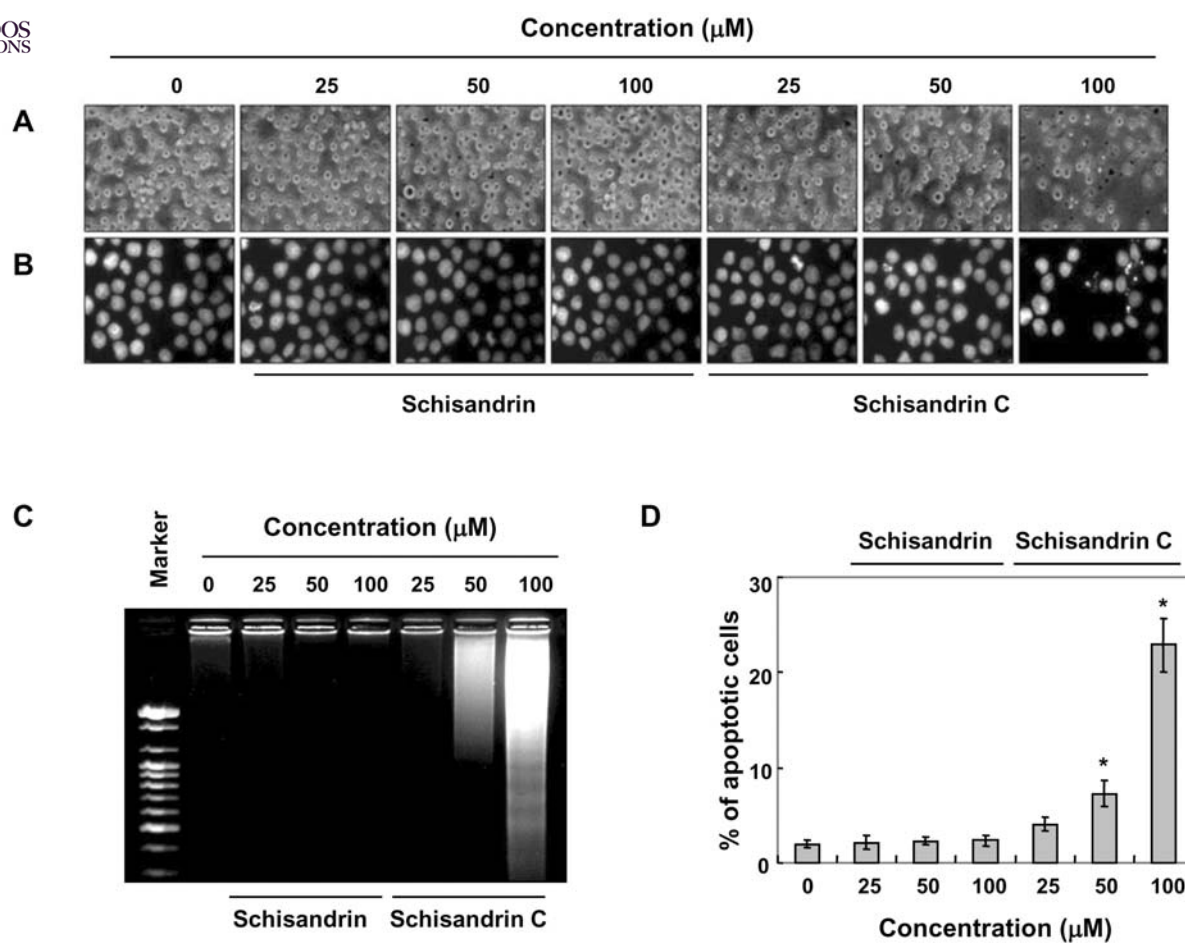 Concentration (μM)
0 25 50 100 25 50 100
A
B
Schisandrin Schisandrin C
C
Marker
Concentration (μM)
0 25 50 100 25 50 100
Schisandrin Schisandrin C
D
Schisandrin Schisandrin C
% of apoptotic cells
30
20
10
0
*
*
0 25 50 100 25 50 100
Concentration (μM)